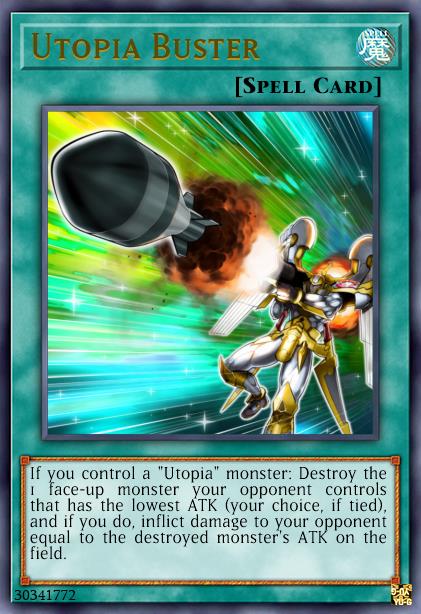 Utopia Buster
SPELL
魔
[Spell Card]
If you control a "Utopia" monster: Destroy the
1 face-up monster your opponent controls
that has the lowest ATK (your choice, if tied),
and if you do, inflict damage to your opponent
equal to the destroyed monster's ATK on the
field.
30341772